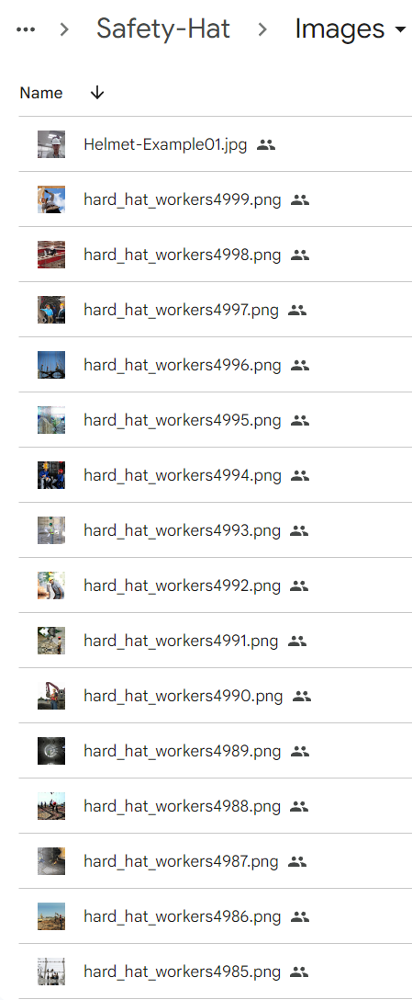 Safety-Hat Images
Name
Helmet-Example01.jpg
hard_hat_workers4999.png
hard_hat_workers4998.png
hard_hat_workers4997.png
hard_hat_workers4996.png
hard_hat_workers4995.png
hard_hat_workers4994.png
hard_hat_workers4993.png
hard_hat_workers4992.png
hard_hat_workers4991.png
hard_hat_workers4990.png
hard_hat_workers4989.png
hard_hat_workers4988.png
hard_hat_workers4987.png
hard_hat_workers4986.png
hard_hat_workers4985.png